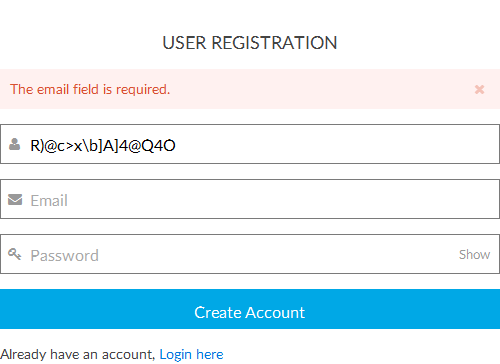 USER REGISTRATION
The email field is required.
R)@c>x\b]A]4@Q4O
Email
Password Show
Create Account
Already have an account, Login here